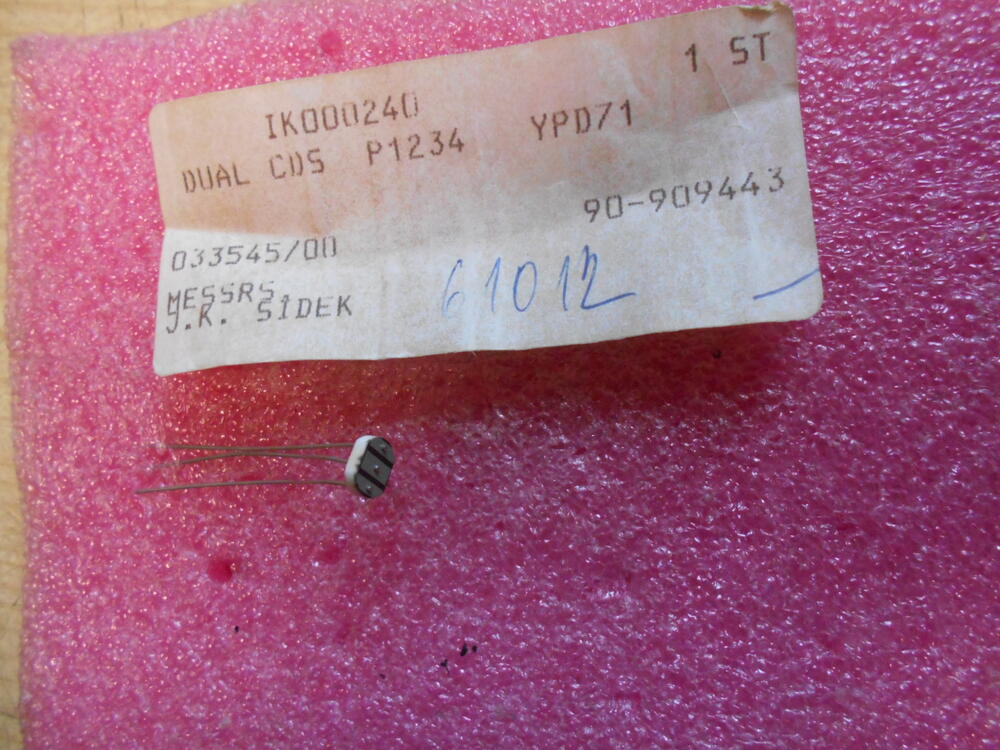 1 ST
IK000240
DUAL CDS P1234 YPD71
90-909443
033545/00
MESSRS.
J.K. SIDEK
61012